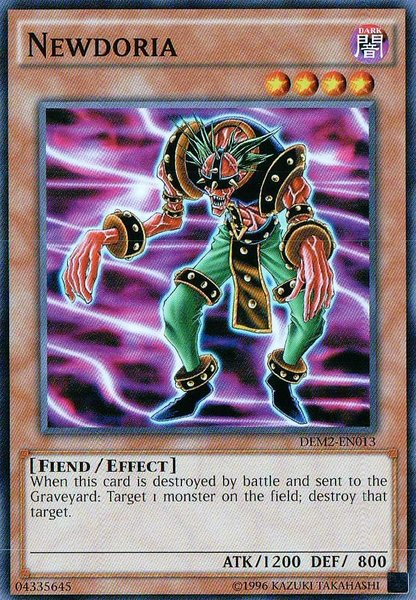 NEWDORIA
DARK
闇
DEM2-EN013
[FIEND / EFFECT]
When this card is destroyed by battle and sent to the
Graveyard: Target 1 monster on the field; destroy that
target.
ATK/1200 DEF/ 800
04335645
©1996 KAZUKI TAKAHASHI